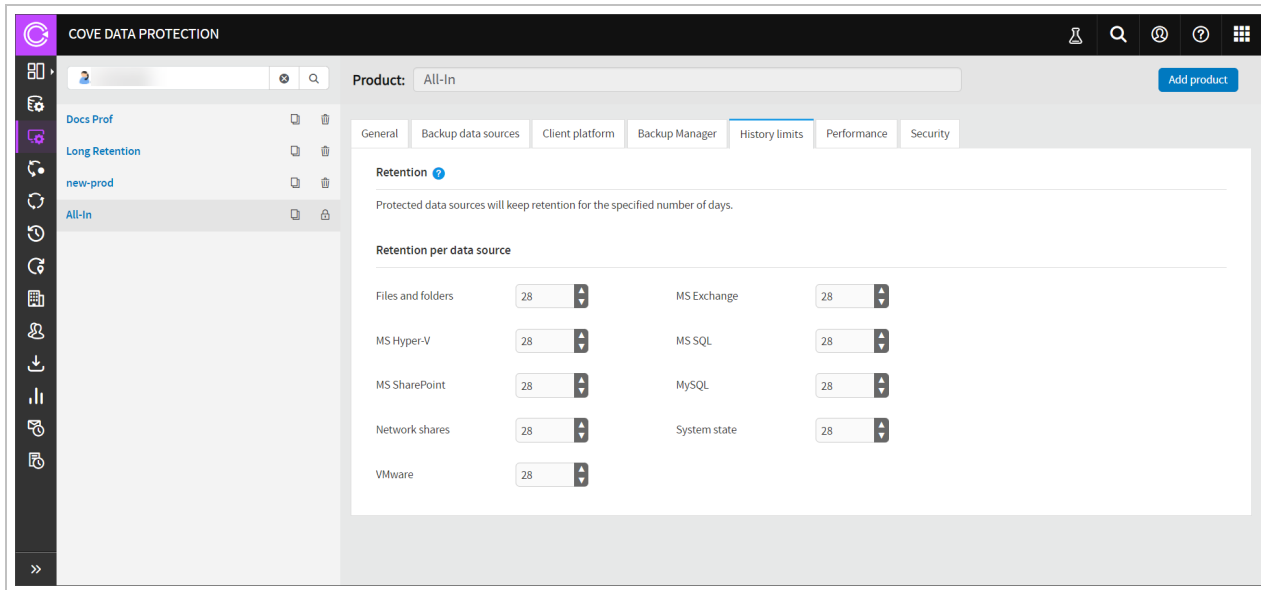 COVE DATA PROTECTION
Product: All-In Add product
Docs Prof
Long Retention
new-prod
All-In
General Backup data sources Client platform Backup Manager History limits Performance Security
Retention ?
Protected data sources will keep retention for the specified number of days.
Retention per data source
Files and folders 28 MS Exchange 28
MS Hyper-V 28 MS SQL 28
MS SharePoint 28 MySQL 28
Network shares 28 System state 28
VMware 28